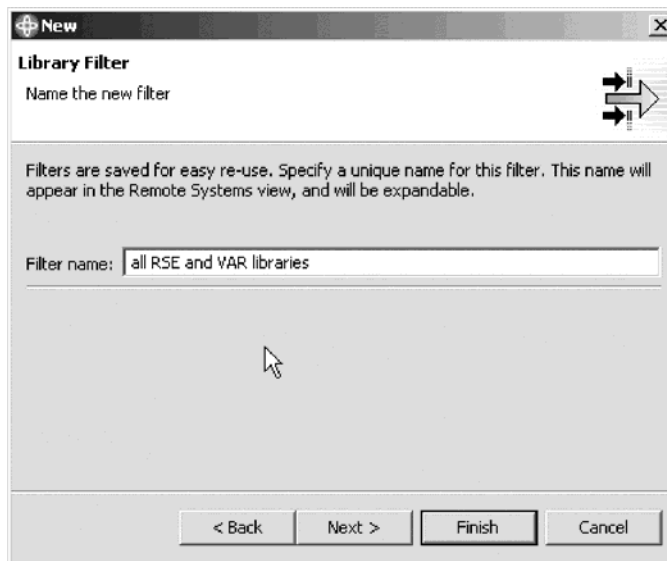 New
Library Filter
Name the new filter
Filters are saved for easy re-use. Specify a unique name for this filter. This name will
appear in the Remote Systems view, and will be expandable.
Filter name: all RSE and VAR libraries
< Back Next > Finish Cancel